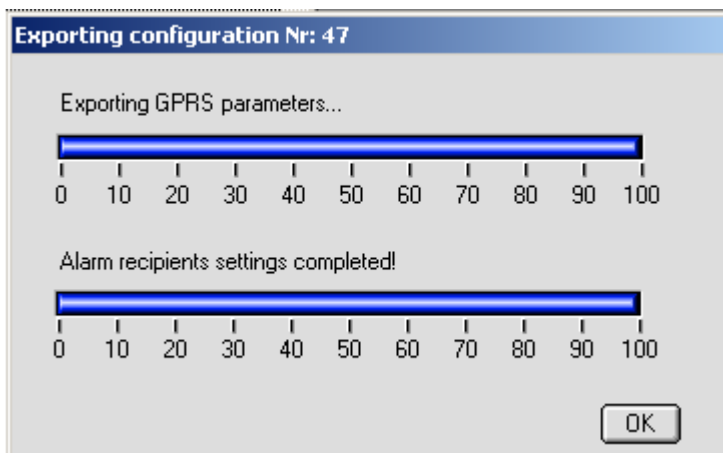 Exporting configuration Nr: 47
Exporting GPRS parameters...
0 10 20 30 40 50 60 70 80 90 100
Alarm recipients settings completed!
0 10 20 30 40 50 60 70 80 90 100
OK